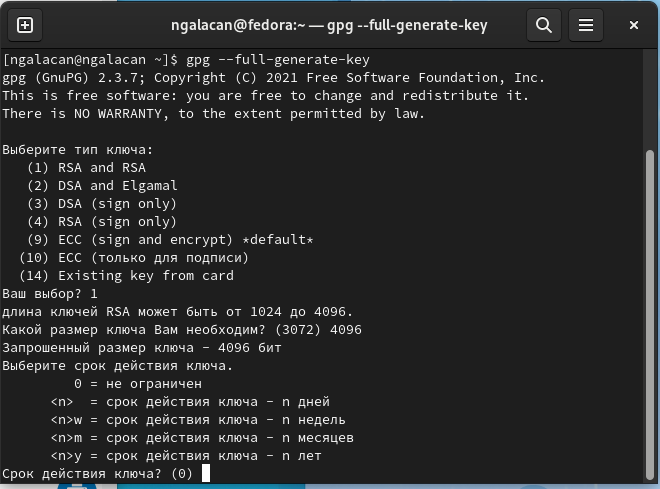 ngalacan@fedora:~ — gpg --full-generate-key
[ngalacan@ngalacan ~]$ gpg --full-generate-key
gpg (GnuPG) 2.3.7; Copyright (C) 2021 Free Software Foundation, Inc.
This is free software: you are free to change and redistribute it.
There is NO WARRANTY, to the extent permitted by law.

Выберите тип ключа:
   (1) RSA and RSA
   (2) DSA and Elgamal
   (3) DSA (sign only)
   (4) RSA (sign only)
   (9) ECC (sign and encrypt) *default*
  (10) ECC (только для подписи)
  (14) Existing key from card
Ваш выбор? 1
длина ключей RSA может быть от 1024 до 4096.
Какой размер ключа Вам необходим? (3072) 4096
Запрошенный размер ключа - 4096 бит
Выберите срок действия ключа.
         0 = не ограничен
      <n>  = срок действия ключа - n дней
      <n>w = срок действия ключа - n недель
      <n>m = срок действия ключа - n месяцев
      <n>y = срок действия ключа - n лет
Срок действия ключа? (0)